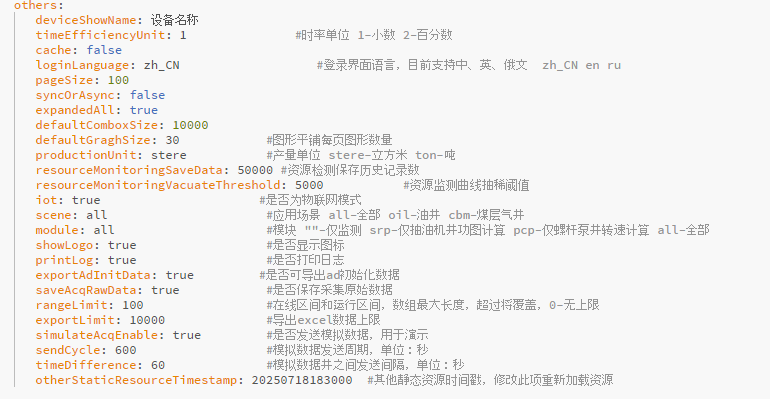 others:
deviceShowName: 设备名称
timeEfficiencyUnit: 1 #时率单位 1-小数 2-百分数
cache: false
loginLanguage: zh_CN #登录界面语言，目前支持中、英、俄文 zh_CN en ru
pageSize: 100
syncOrAsync: false
expandedAll: true
defaultComboxSize: 10000
defaultGraghSize: 30 #图形平铺每页图形数量
productionUnit: stere #产量单位 stere-立方米 ton-吨
resourceMonitoringSaveData: 50000 #资源检测保存历史记录数
resourceMonitoringVacuateThreshold: 5000 #资源监测曲线抽稀阈值
iot: true #是否为物联网模式
scene: all #应用场景 all-全部 oil-油井 cbm-煤层气井
module: all #模块 ""-仅监测 srp-仅抽油机井功图计算 pcp-仅螺杆泵井转速计算 all-全部
showLogo: true #是否显示图标
printLog: true #是否打印日志
exportAdInitData: true #是否可导出ad初始化数据
saveAcqRawData: true #是否保存采集原始数据
rangeLimit: 100 #在线区间和运行区间，数组最大长度，超过将覆盖，0-无上限
exportLimit: 10000 #导出excel数据上限
simulateAcqEnable: true #是否发送模拟数据，用于演示
sendCycle: 600 #模拟数据发送周期，单位：秒
timeDifference: 60 #模拟数据井之间发送间隔，单位：秒
otherStaticResourceTimestamp: 20250718183000 #其他静态资源时间戳，修改此项重新加载资源